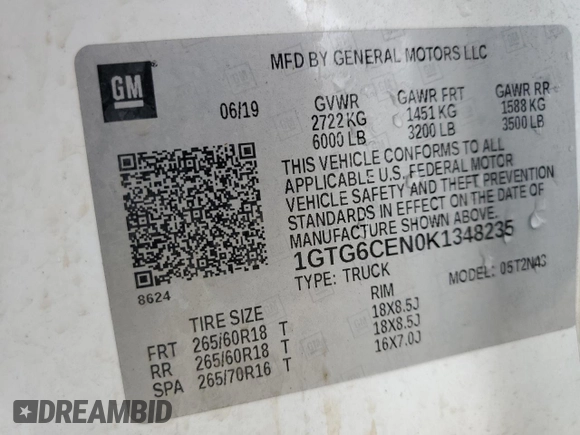 MFD BY GENERAL MOTORS LLC
GM
06/19
GVWR GAWR FRT GAWR RR
2722 KG 1451 KG 1588 KG
6000 LB 3200 LB 3500 LB
THIS VEHICLE CONFORMS TO ALL
APPLICABLE U.S. FEDERAL MOTOR
VEHICLE SAFETY AND THEFT PREVENTION
STANDARDS IN EFFECT ON THE DATE OF
MANUFACTURE SHOWN ABOVE.
1GTG6CEN0K1348235
TYPE: TRUCK MODEL: 05T2N43
8624
TIRE SIZE RIM
FRT 265/60R18 T 18X8.5J
RR 265/60R18 T 18X8.5J
SPA 265/70R16 T 16X7.0J
DREAMBID